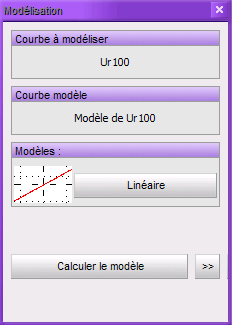 Modélisation
Courbe à modéliser
Ur100
Courbe modèle
Modèle de Ur100
Modèles :
Linéaire
Calculer le modèle
>>